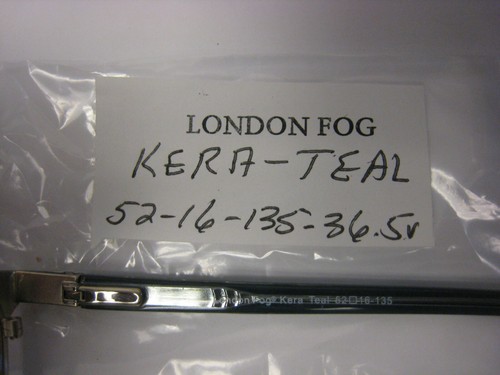 LONDON FOG
KERA-TEAL
52-16-135-36.5v
London Fog® Kera Teal 52□16-135